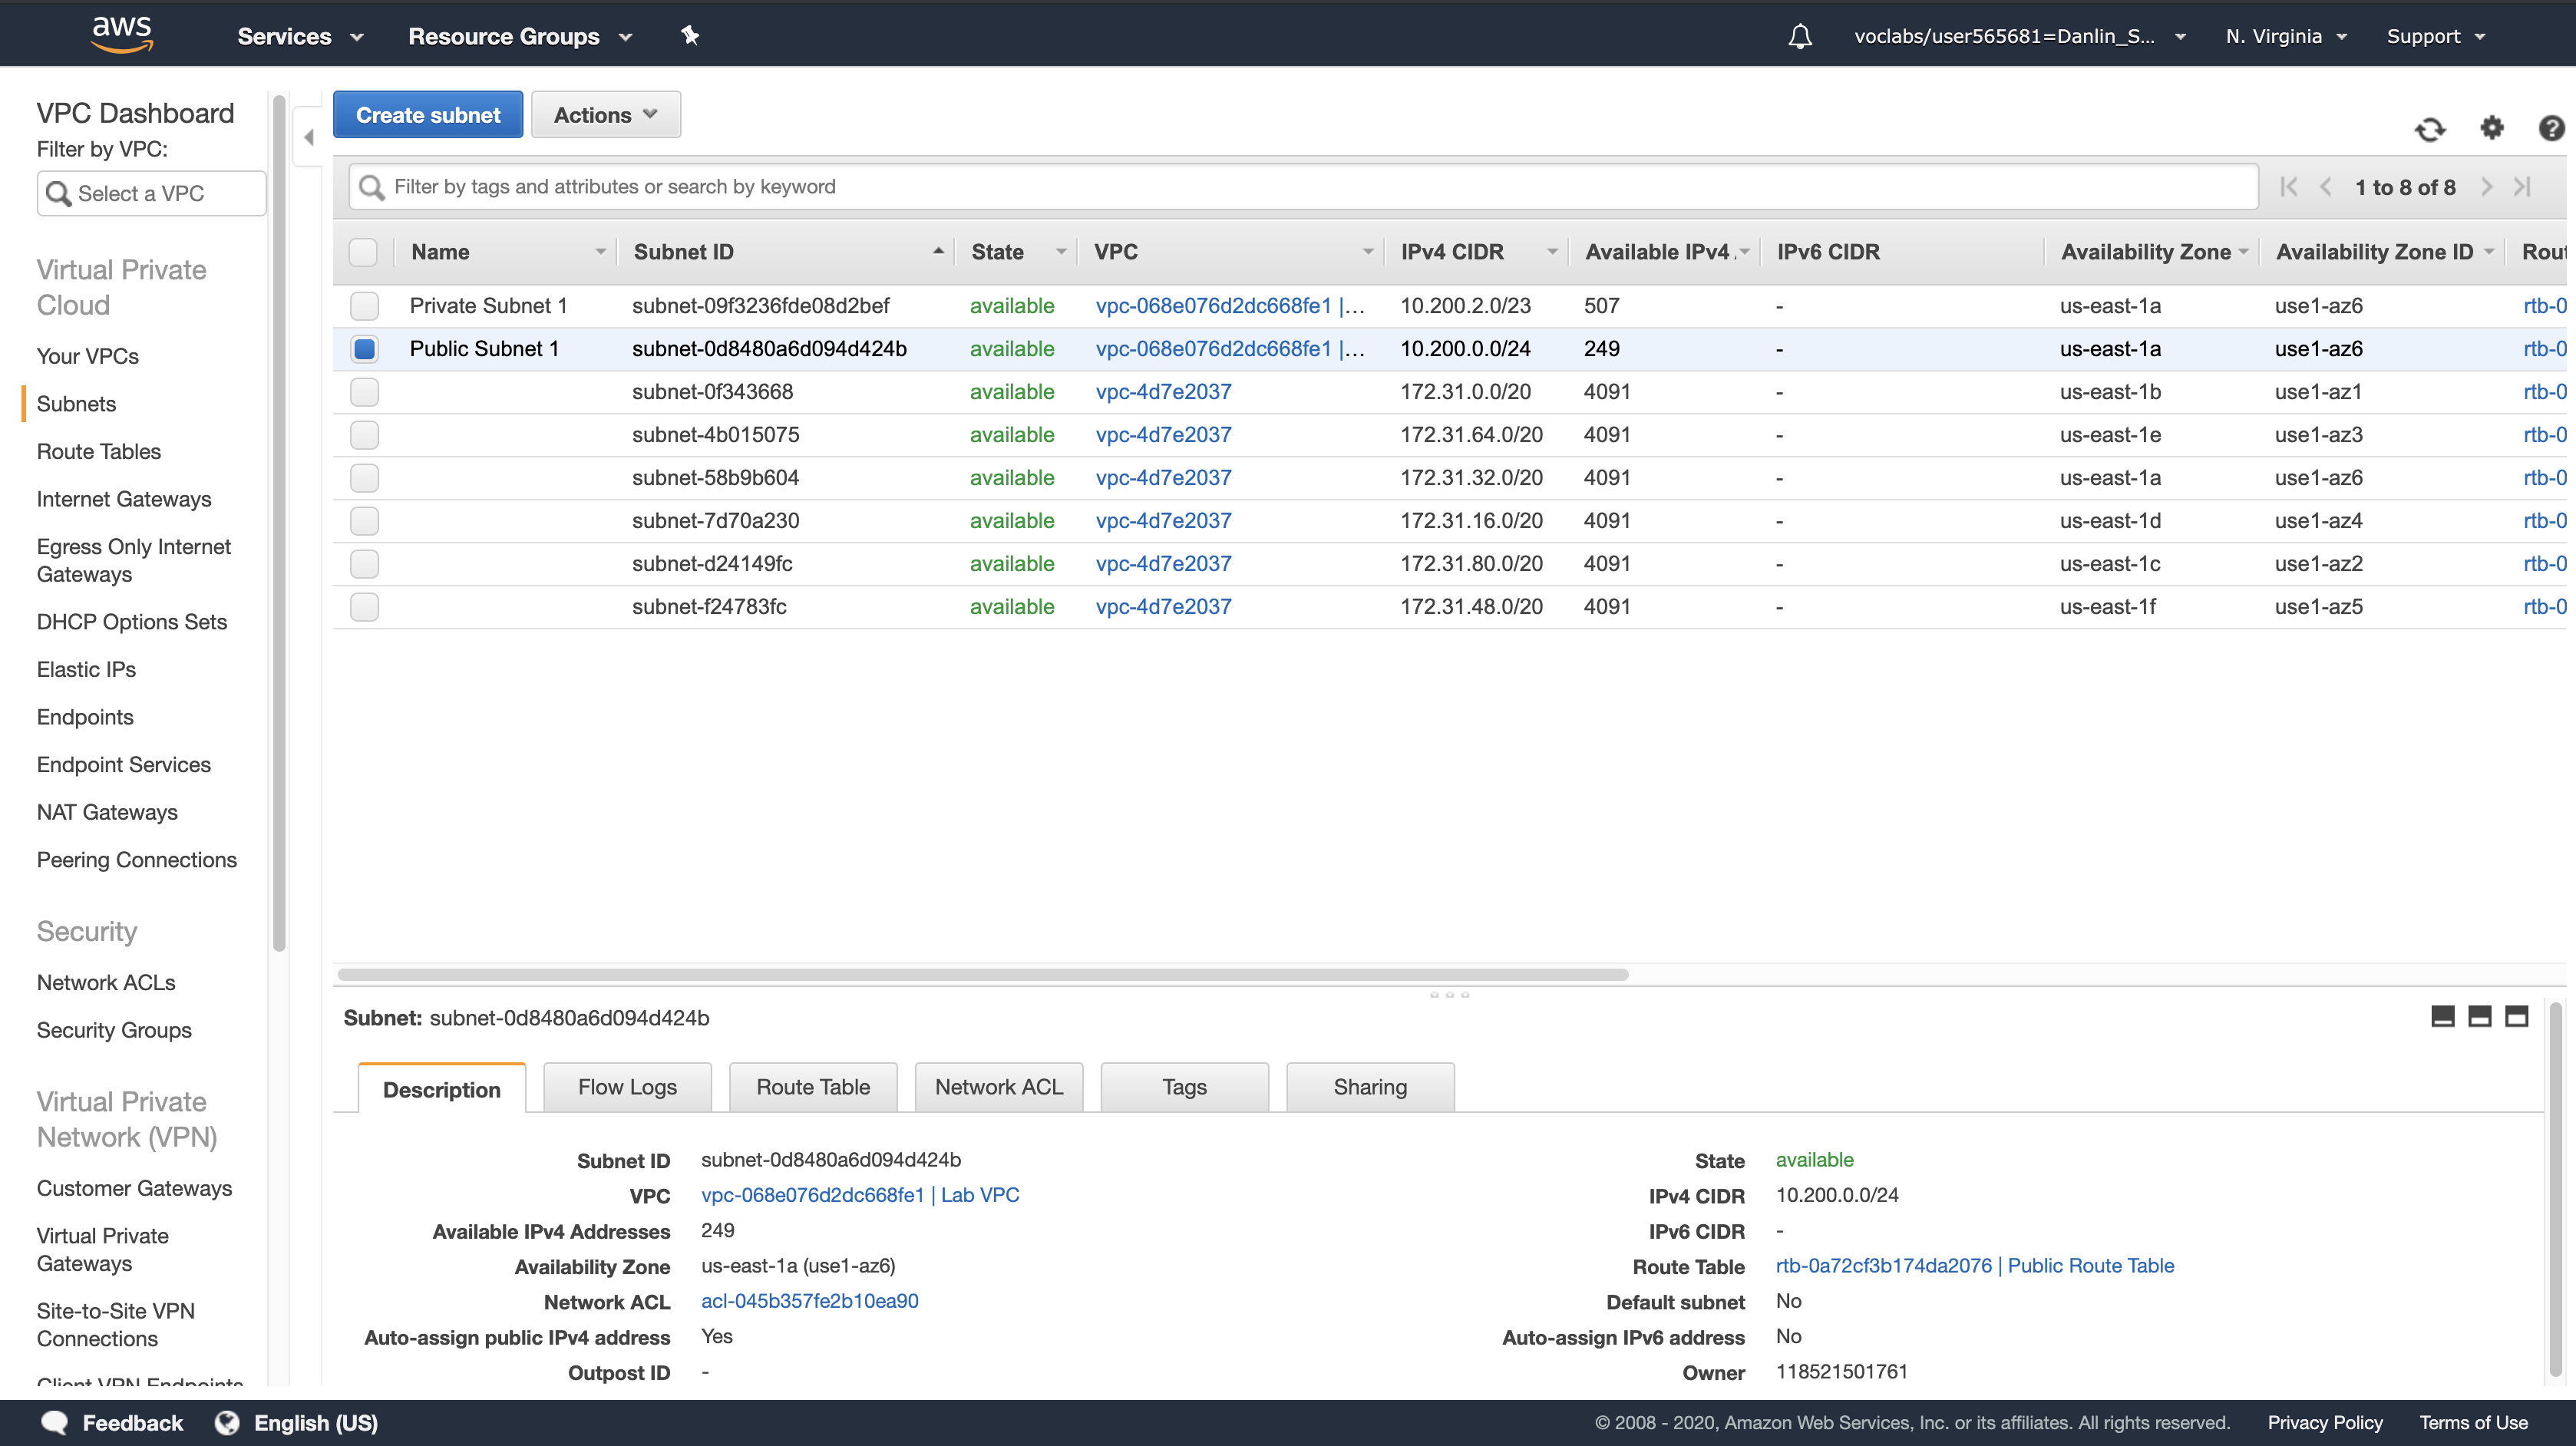 aws Services Resource Groups voclabs/user565681=Danlin_S... N. Virginia Support
VPC Dashboard
Filter by VPC:
Select a VPC
Virtual Private
Cloud
Your VPCs
Subnets
Route Tables
Internet Gateways
Egress Only Internet
Gateways
DHCP Options Sets
Elastic IPs
Endpoints
Endpoint Services
NAT Gateways
Peering Connections
Security
Network ACLs
Security Groups
Virtual Private
Network (VPN)
Customer Gateways
Virtual Private
Gateways
Site-to-Site VPN
Connections
Client VPN Endpoints
Create subnet Actions
Filter by tags and attributes or search by keyword 1 to 8 of 8
Name Subnet ID State VPC IPv4 CIDR Available IPv4 IPv6 CIDR Availability Zone Availability Zone ID Rout
Private Subnet 1 subnet-09f3236fde08d2bef available vpc-068e076d2dc668fe1 |... 10.200.2.0/23 507 - us-east-1a use1-az6 rtb-0
Public Subnet 1 subnet-0d8480a6d094d424b available vpc-068e076d2dc668fe1 |... 10.200.0.0/24 249 - us-east-1a use1-az6 rtb-0
subnet-0f343668 available vpc-4d7e2037 172.31.0.0/20 4091 - us-east-1b use1-az1 rtb-0
subnet-4b015075 available vpc-4d7e2037 172.31.64.0/20 4091 - us-east-1e use1-az3 rtb-0
subnet-58b9b604 available vpc-4d7e2037 172.31.32.0/20 4091 - us-east-1a use1-az6 rtb-0
subnet-7d70a230 available vpc-4d7e2037 172.31.16.0/20 4091 - us-east-1d use1-az4 rtb-0
subnet-d24149fc available vpc-4d7e2037 172.31.80.0/20 4091 - us-east-1c use1-az2 rtb-0
subnet-f24783fc available vpc-4d7e2037 172.31.48.0/20 4091 - us-east-1f use1-az5 rtb-0
Subnet: subnet-0d8480a6d094d424b
Description Flow Logs Route Table Network ACL Tags Sharing
Subnet ID subnet-0d8480a6d094d424b State available
VPC vpc-068e076d2dc668fe1 | Lab VPC IPv4 CIDR 10.200.0.0/24
Available IPv4 Addresses 249 IPv6 CIDR -
Availability Zone us-east-1a (use1-az6) Route Table rtb-0a72cf3b174da2076 | Public Route Table
Network ACL acl-045b357fe2b10ea90 Default subnet No
Auto-assign public IPv4 address Yes Auto-assign IPv6 address No
Outpost ID - Owner 118521501761
Feedback English (US) © 2008 - 2020, Amazon Web Services, Inc. or its affiliates. All rights reserved. Privacy Policy Terms of Use